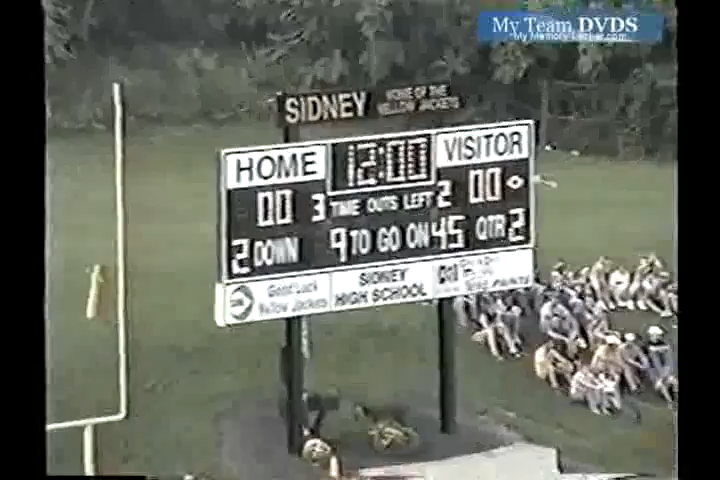 My Team DVDS
SIDNEY HOME OF THE
YELLOW JACKETS
HOME 12:00 VISITOR
00 3 TIME OUTS LEFT 2 00
2 DOWN 9 TO GO ON 45 QTR 2
Good Luck
Yellow Jackets
SIDNEY
HIGH SCHOOL